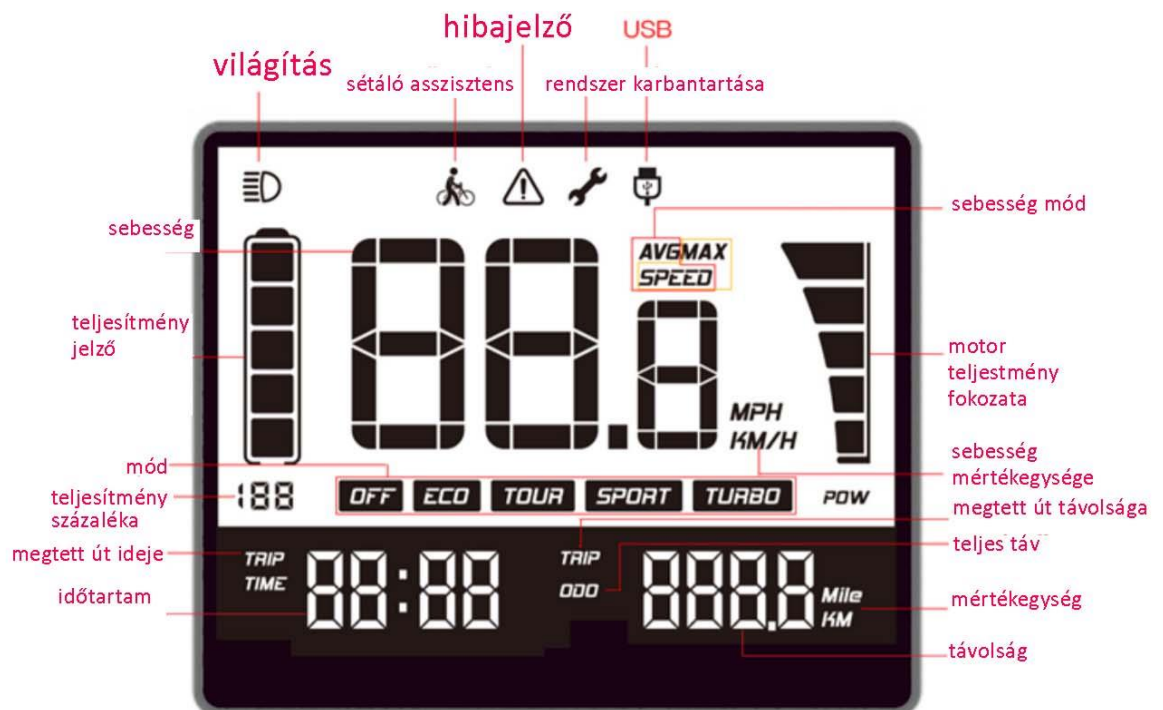 hibajelző
USB
világítás
sétáló asszisztens
rendszer karbantartása
sebesség mód
sebesség
AVG MAX
SPEED
88.8
teljesítmény
jelző
motor
teljestmény
fokozata
MPH
KM/H
sebesség
mértékegysége
mód
OFF ECO TOUR SPORT TURBO
POW
188
teljesítmény
százaléka
megtett út távolsága
megtett út ideje
TRIP
TIME
88:88
TRIP
ODO
888.8
Mile
KM
teljes táv
időtartam
mértékegység
távolság